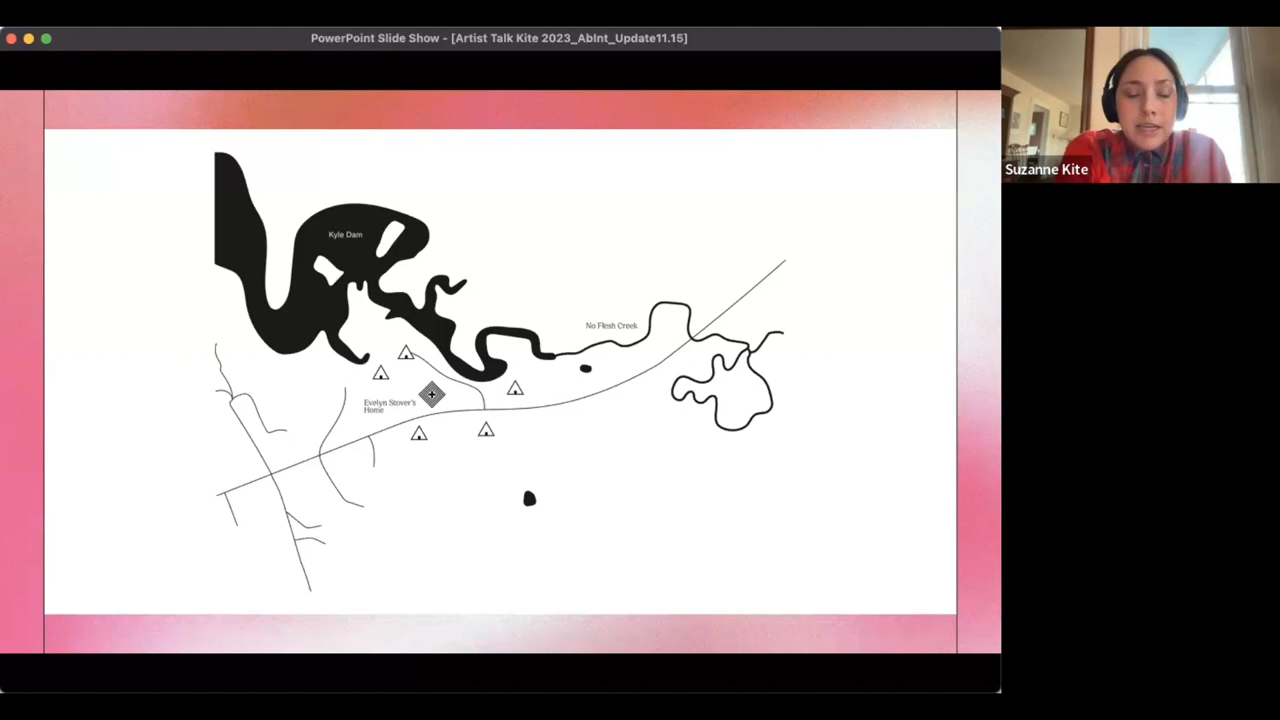 PowerPoint Slide Show - [Artist Talk Kite 2023_AbInt_Update11.15]
Suzanne Kite
Kyle Dam
No Flesh Creek
Evelyn Stover's
Home